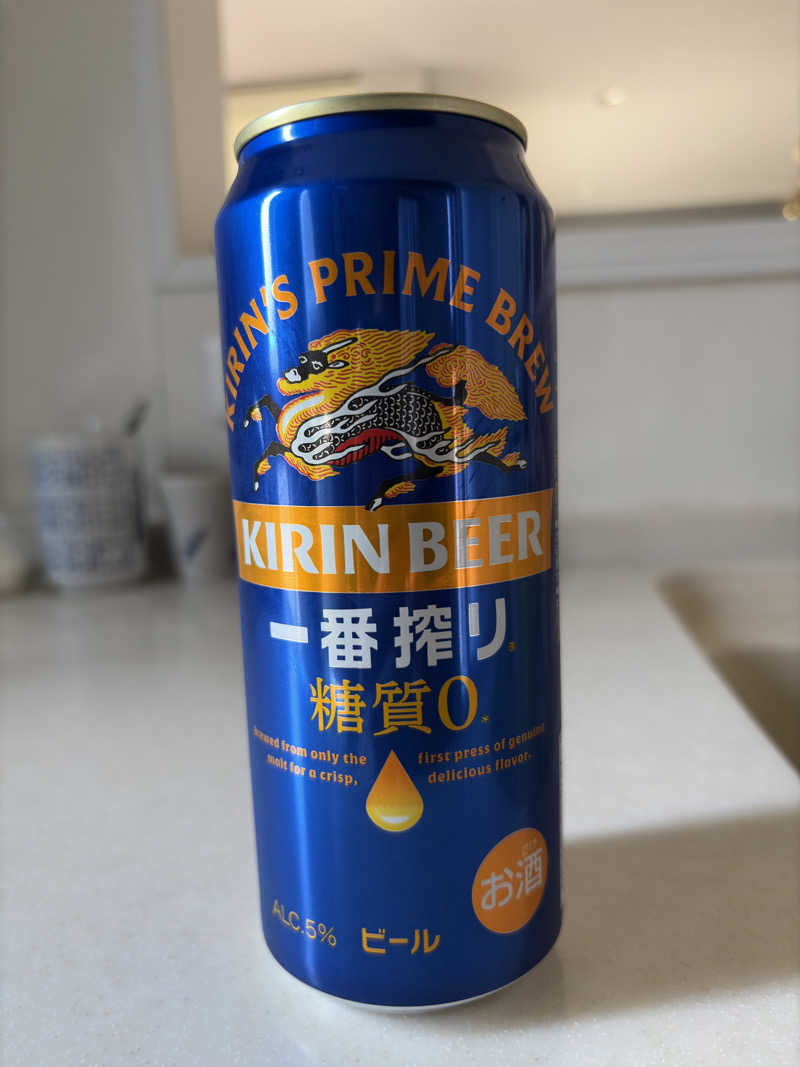 KIRIN'S PRIME BREW
KIRIN BEER
一番搾り®
糖質0*
Brewed from only the first press of genuine
malt for a crisp, delicious flavor.
お酒
ALC.5% ビール